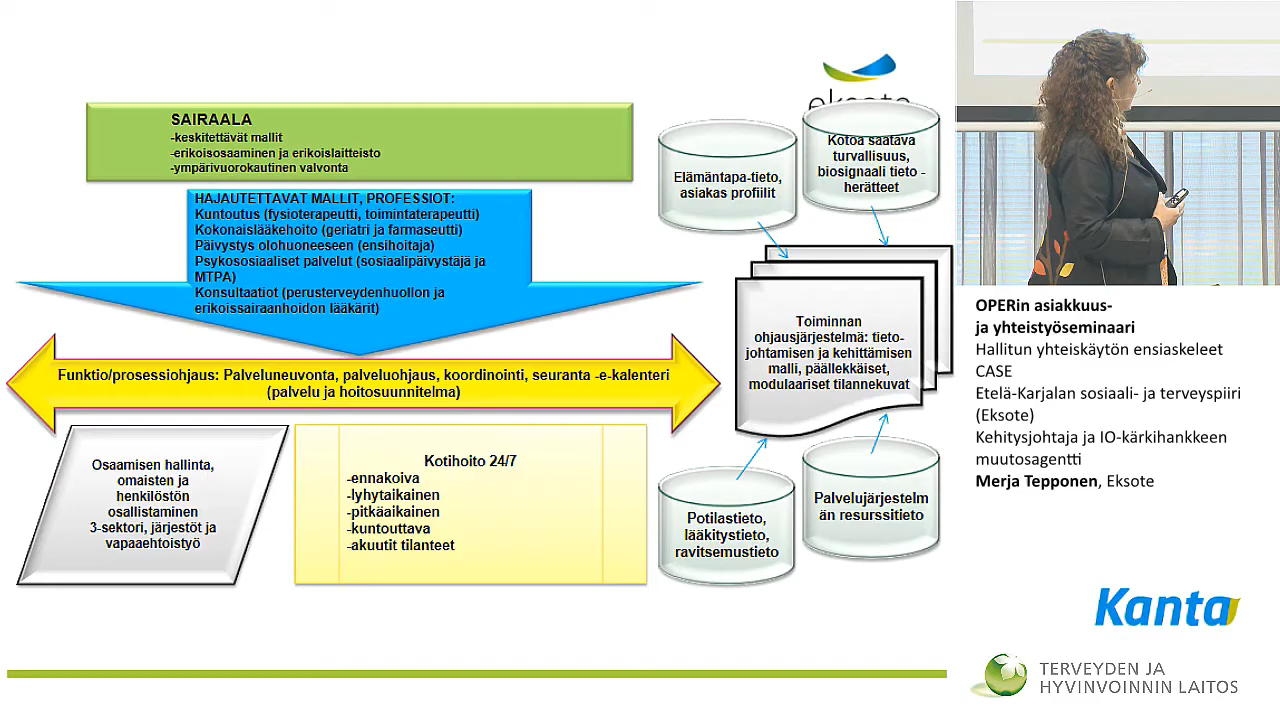 eksote
SAIRAALA
-keskitettävät mallit
-erikoisosaaminen ja erikoislaitteisto
-ympärivuorokautinen valvonta
HAJAUTETTAVAT MALLIT, PROFESSIOT:
Kuntoutus (fysioterapeutti, toimintaterapeutti)
Kokonaislääkehoito (geriatri ja farmaseutti)
Päivystys olohuoneeseen (ensihoitaja)
Psykososiaaliset palvelut (sosiaalipäivystäjä ja
MTPA)
Konsultaatiot (perusterveydenhuollon ja
erikoissairaanhoidon lääkärit)
Funktio/prosessiohjaus: Palveluneuvonta, palveluohjaus, koordinointi, seuranta -e-kalenteri
(palvelu ja hoitosuunnitelma)
Osaamisen hallinta,
omaisten ja
henkilöstön
osallistaminen
3-sektori, järjestöt ja
vapaaehtoistyö
Kotihoito 24/7
-ennakoiva
-lyhytaikainen
-pitkäaikainen
-kuntouttava
-akuutit tilanteet
Elämäntapa-tieto,
asiakas profiilit
Kotoa saatava
turvallisuus,
biosignaali tieto -
herätteet
Toiminnan
ohjausjärjestelmä: tieto-
johtamisen ja kehittämisen
malli, päällekkäiset,
modulaariset tilannekuvat
Potilastieto,
lääkitystieto,
ravitsemustieto
Palvelujärjestelm
än resurssitieto
OPERin asiakkuus-
ja yhteistyöseminaari
Hallitun yhteiskäytön ensiaskeleet
CASE
Etelä-Karjalan sosiaali- ja terveyspiiri
(Eksote)
Kehitysjohtaja ja IO-kärkihankkeen
muutosagentti
Merja Tepponen, Eksote
Kanta
TERVEYDEN JA
HYVINVOINNIN LAITOS